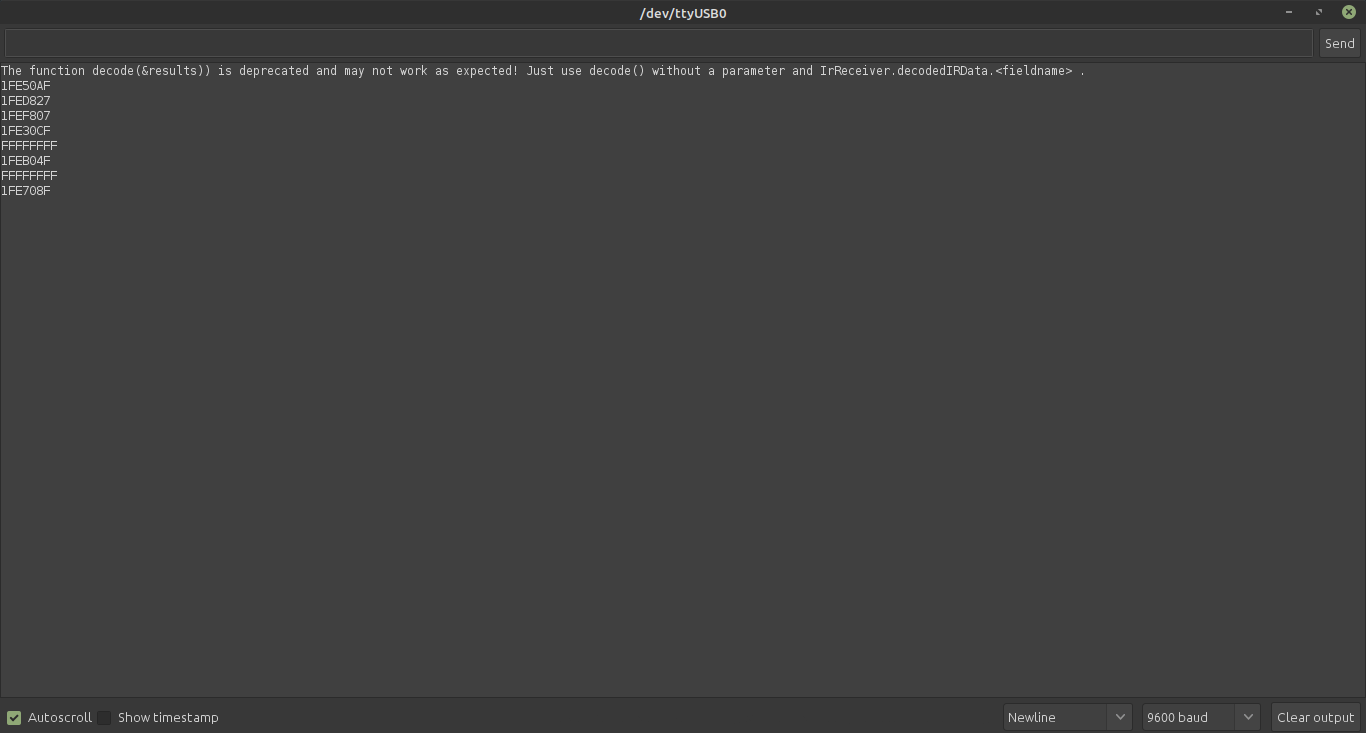 /dev/ttyUSB0
Send
The function decode(&results)) is deprecated and may not work as expected! Just use decode() without a parameter and IrReceiver.decodedIRData.<fieldname> .
1FE50AF
1FED827
1FEF807
1FE30CF
FFFFFFFF
1FEB04F
FFFFFFFF
1FE708F
Autoscroll Show timestamp Newline 9600 baud Clear output